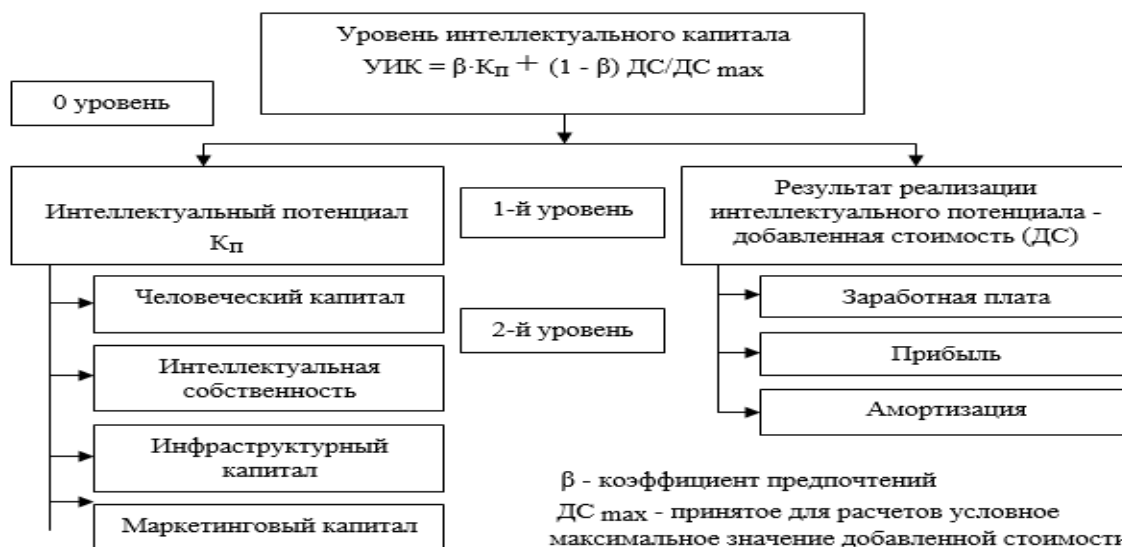 Уровень интеллектуального капитала
УИК = β·Kп + (1 - β) ДС/ДС max
0 уровень
Интеллектуальный потенциал
Kп
1-й уровень
Результат реализации
интеллектуального потенциала -
добавленная стоимость (ДС)
Человеческий капитал
Интеллектуальная
собственность
Инфраструктурный
капитал
Маркетинговый капитал
2-й уровень
Заработная плата
Прибыль
Амортизация
β - коэффициент предпочтений
ДС max - принятое для расчетов условное
максимальное значение добавленной стоимости